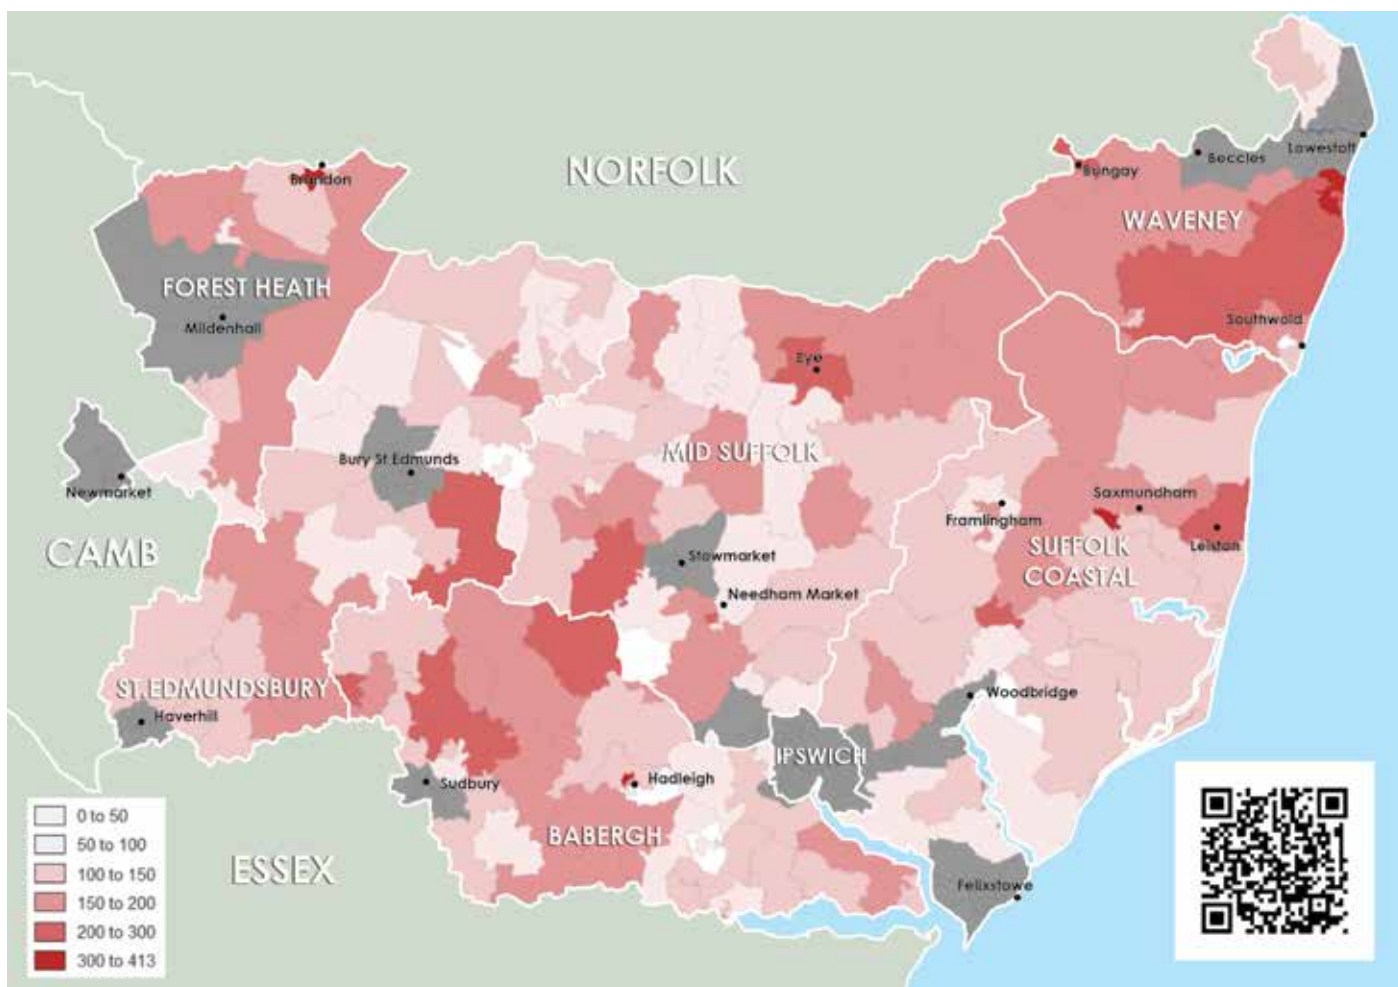 NORFOLK
Lowestoft
Beccles
Bungay
Brandon
WAVENEY
FOREST HEATH
Mildenhall
Southwold
Eye
MID SUFFOLK
Bury St.Edmunds
Newmarket
Saxmundham
Framlingham
Leiston
CAMB
SUFFOLK
COASTAL
Stowmarket
Needham Market
ST.EDMUNDSBURY
Woodbridge
Haverhill
IPSWICH
Hadleigh
Sudbury
BABERGH
ESSEX
Felixstowe
0 to 50
50 to 100
100 to 150
150 to 200
200 to 300
300 to 413